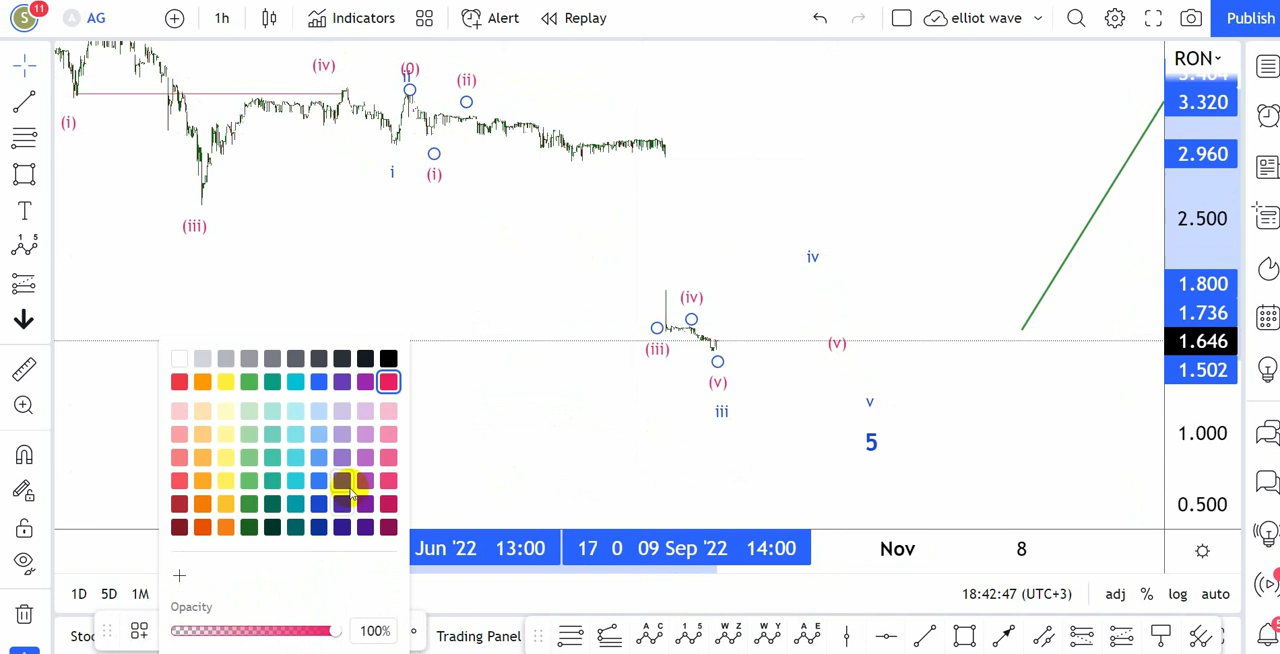 S 11 A AG 1h Indicators Alert Replay elliot wave Publish
RON
3.320
2.960
2.500
1.800
1.736
1.646
1.502
1.000
0.500
(iv)
(0)
ii
(ii)
(i)
i
(i)
(iii)
iv
(iv)
(iii)
(v)
(v)
iii
v
5
Jun '22 13:00 17 0 09 Sep '22 14:00 Nov 8
Opacity
100%
1D 5D 1M 18:42:47 (UTC+3) adj % log auto
Stoc Trading Panel